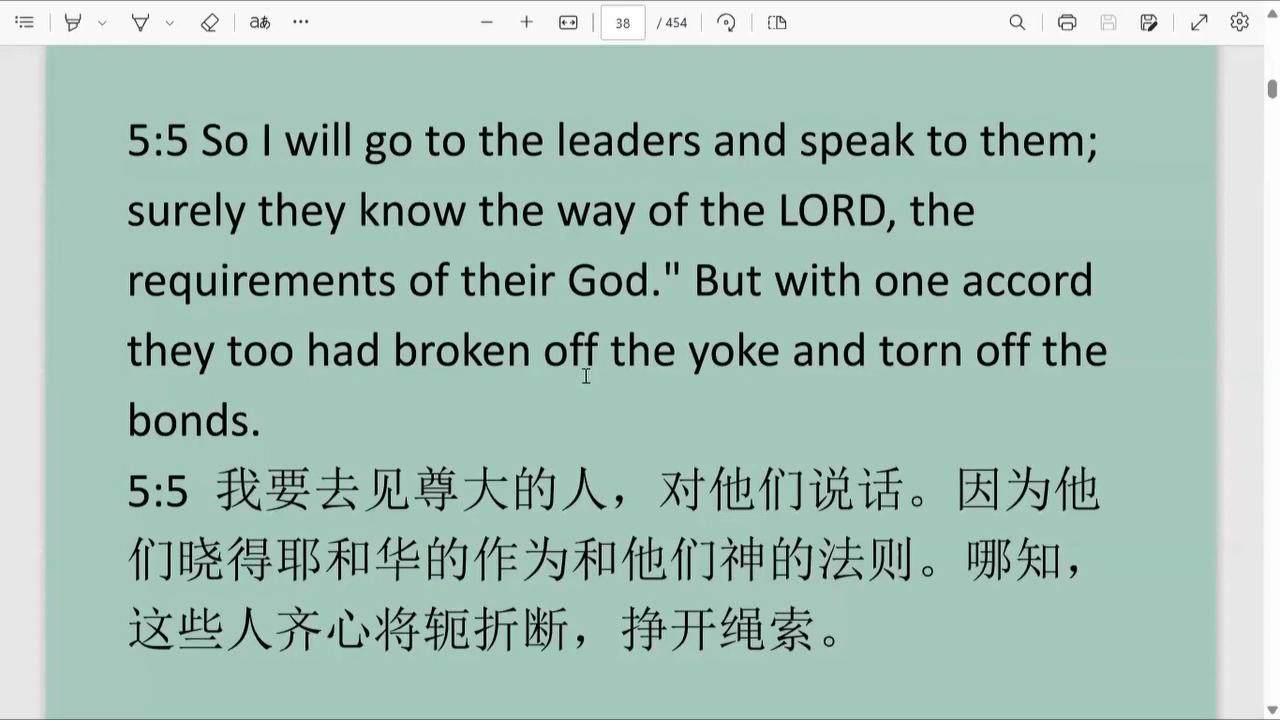 aあ
38 / 454
5:5 So I will go to the leaders and speak to them;
surely they know the way of the LORD, the
requirements of their God." But with one accord
they too had broken off the yoke and torn off the
bonds.
5:5 我要去见尊大的人，对他们说话。因为他
们晓得耶和华的作为和他们神的法则。哪知，
这些人齐心将轭折断，挣开绳索。